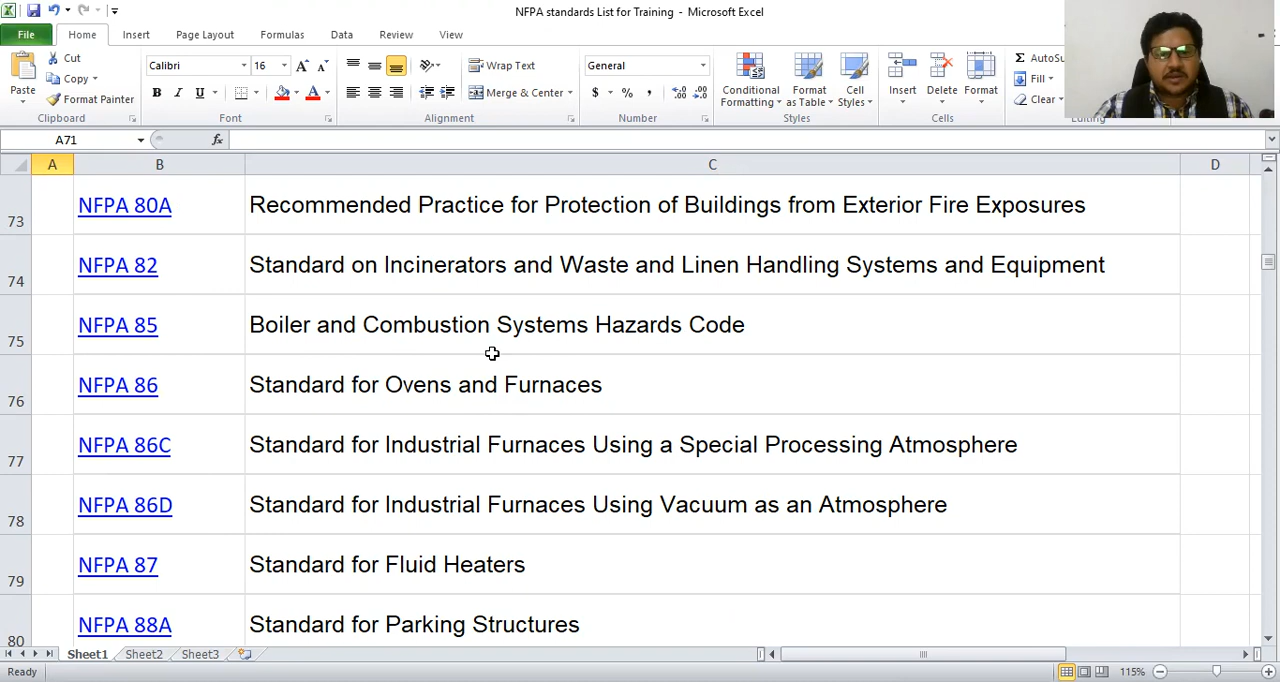 NFPA standards List for Training - Microsoft Excel
File Home Insert Page Layout Formulas Data Review View
Paste
Cut
Copy
Format Painter
Clipboard
Calibri 16 A A
B I U A
Font
Wrap Text
Merge & Center
Alignment
General
$ % , .00 .0
Number
Conditional Formatting
Format as Table
Cell Styles
Styles
Insert Delete Format
Cells
Σ AutoSu
Fill
Clear
Editing
A71 fx
A B C D
73 NFPA 80A Recommended Practice for Protection of Buildings from Exterior Fire Exposures
74 NFPA 82 Standard on Incinerators and Waste and Linen Handling Systems and Equipment
75 NFPA 85 Boiler and Combustion Systems Hazards Code
76 NFPA 86 Standard for Ovens and Furnaces
77 NFPA 86C Standard for Industrial Furnaces Using a Special Processing Atmosphere
78 NFPA 86D Standard for Industrial Furnaces Using Vacuum as an Atmosphere
79 NFPA 87 Standard for Fluid Heaters
80 NFPA 88A Standard for Parking Structures
Sheet1 Sheet2 Sheet3
Ready 115%